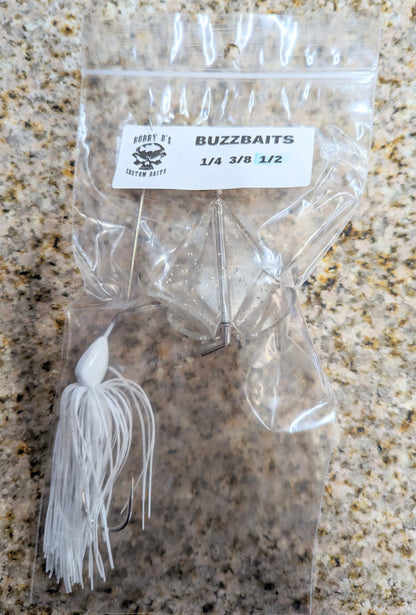 BOBBY D'S
CUSTOM BAITS
BUZZBAITS
1/4 3/8 1/2